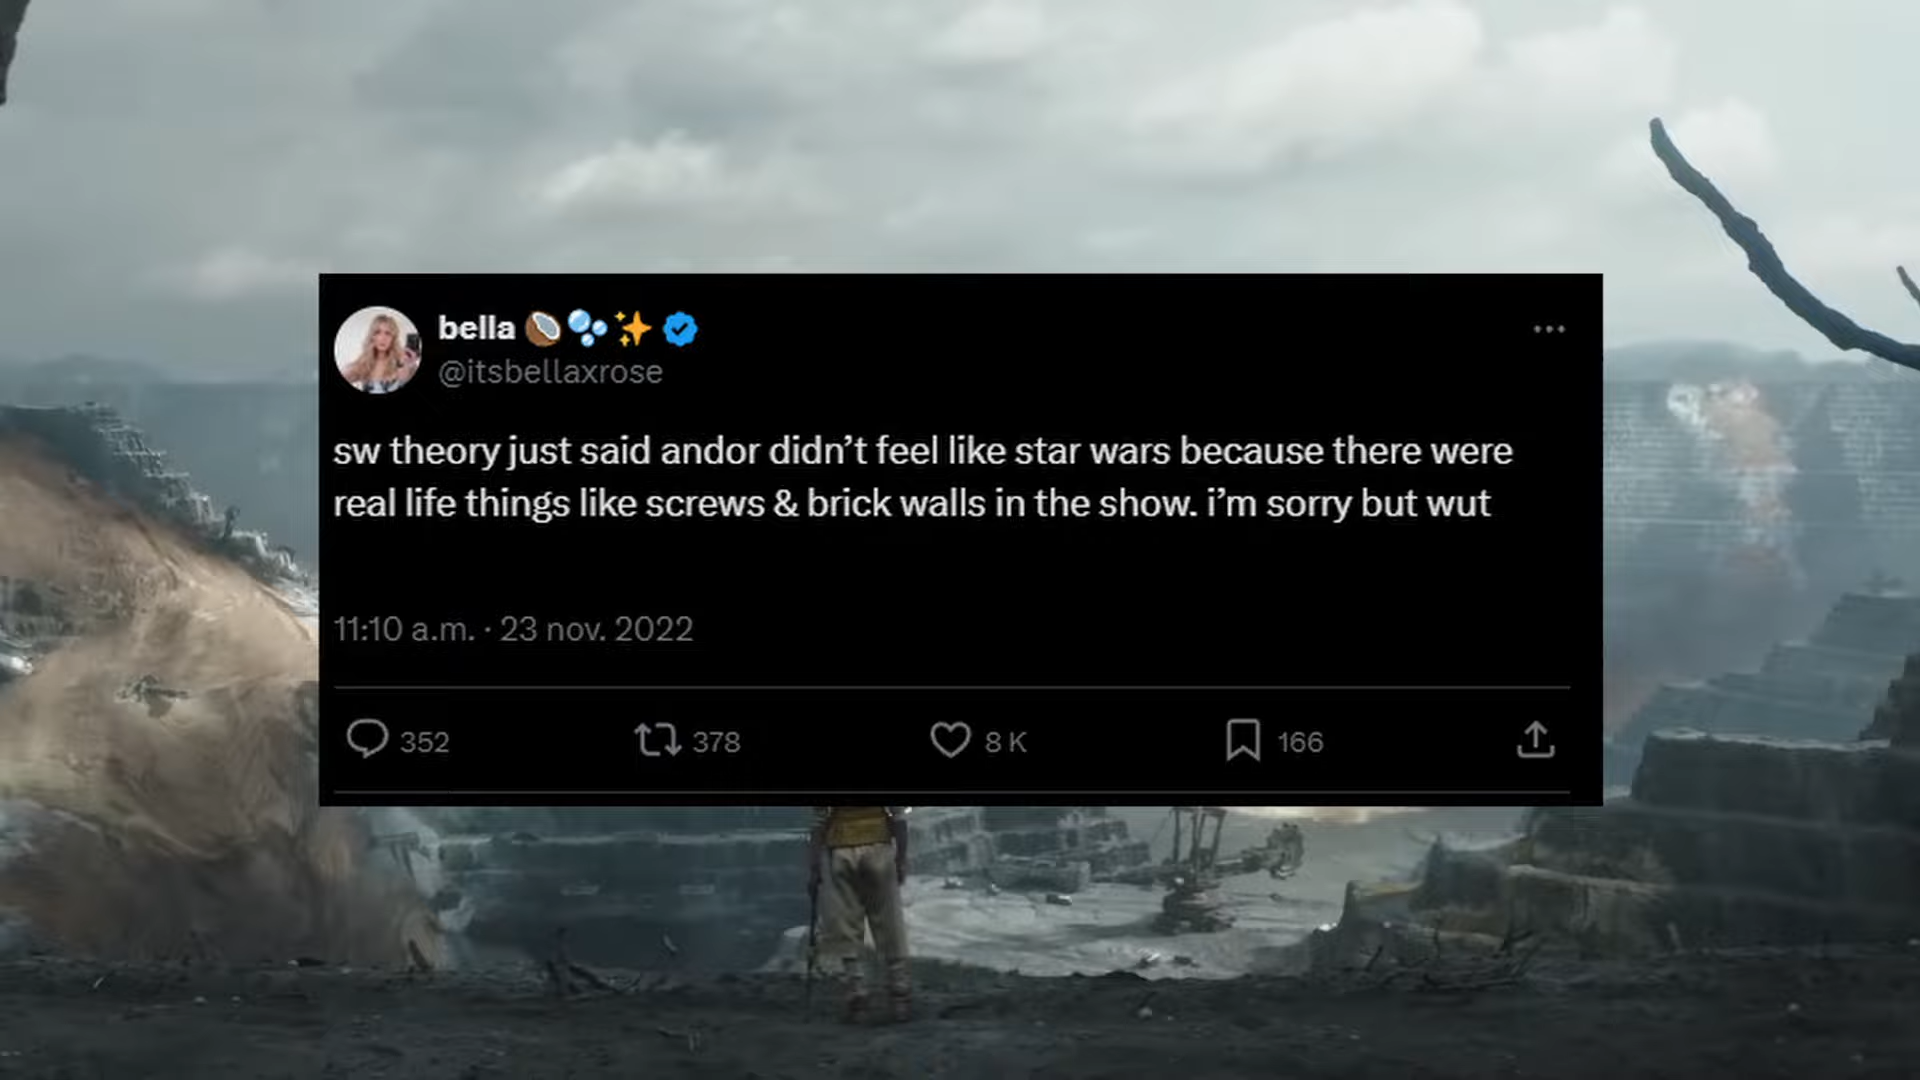 bella 🥥🫧✨
@itsbellaxrose
sw theory just said andor didn’t feel like star wars because there were
real life things like screws & brick walls in the show. i’m sorry but wut
11:10 a.m. · 23 nov. 2022
352 378 8 K 166